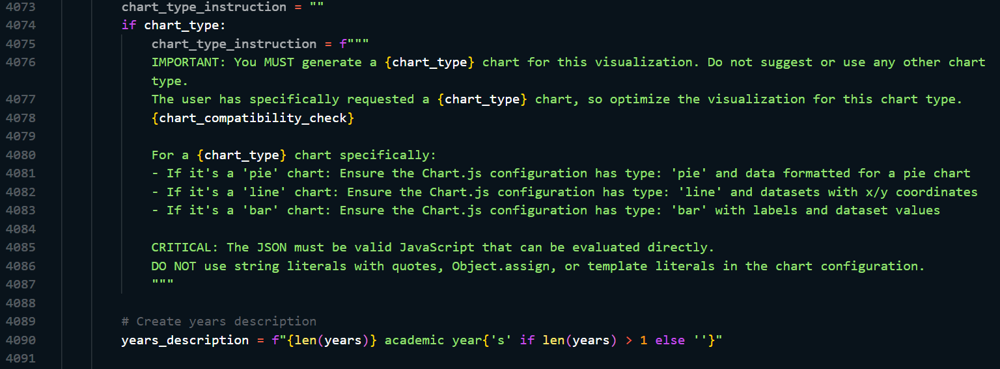 4073 chart_type_instruction = ""
4074 if chart_type:
4075 chart_type_instruction = f"""
4076 IMPORTANT: You MUST generate a {chart_type} chart for this visualization. Do not suggest or use any other chart
type.
4077 The user has specifically requested a {chart_type} chart, so optimize the visualization for this chart type.
4078 {chart_compatibility_check}
4079
4080 For a {chart_type} chart specifically:
4081 - If it's a 'pie' chart: Ensure the Chart.js configuration has type: 'pie' and data formatted for a pie chart
4082 - If it's a 'line' chart: Ensure the Chart.js configuration has type: 'line' and datasets with x/y coordinates
4083 - If it's a 'bar' chart: Ensure the Chart.js configuration has type: 'bar' with labels and dataset values
4084
4085 CRITICAL: The JSON must be valid JavaScript that can be evaluated directly.
4086 DO NOT use string literals with quotes, Object.assign, or template literals in the chart configuration.
4087 """
4088
4089 # Create years description
4090 years_description = f"{len(years)} academic year{'s' if len(years) > 1 else ''}"
4091